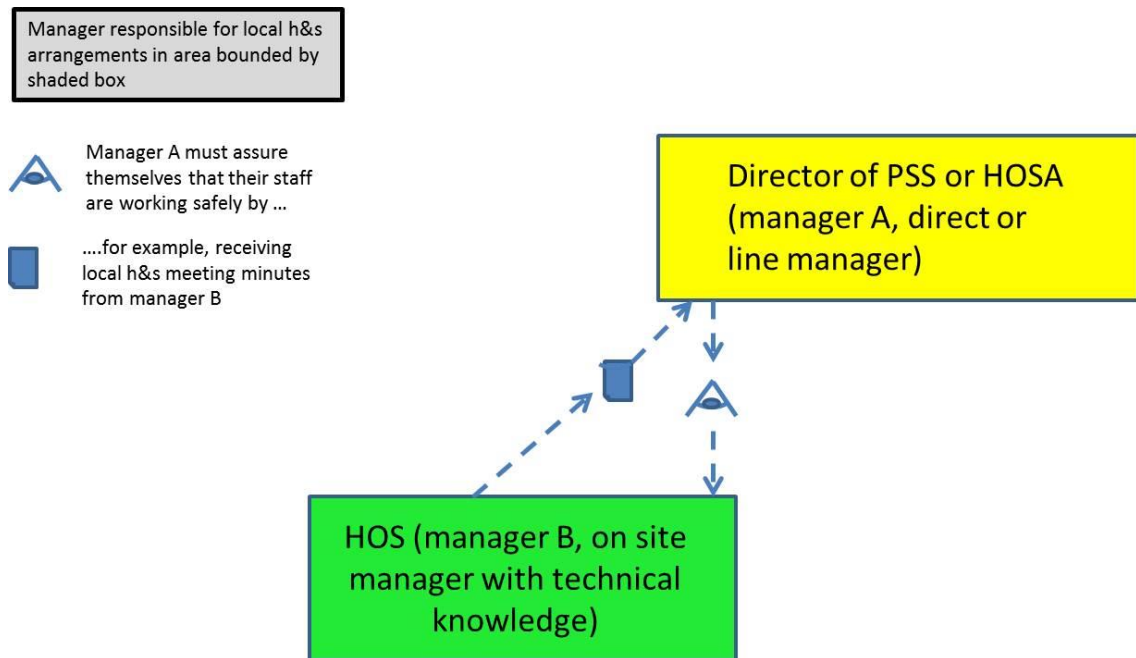 Manager responsible for local h&s
arrangements in area bounded by
shaded box
Manager A must assure
themselves that their staff
are working safely by ...
....for example, receiving
local h&s meeting minutes
from manager B
Director of PSS or HOSA
(manager A, direct or
line manager)
HOS (manager B, on site
manager with technical
knowledge)